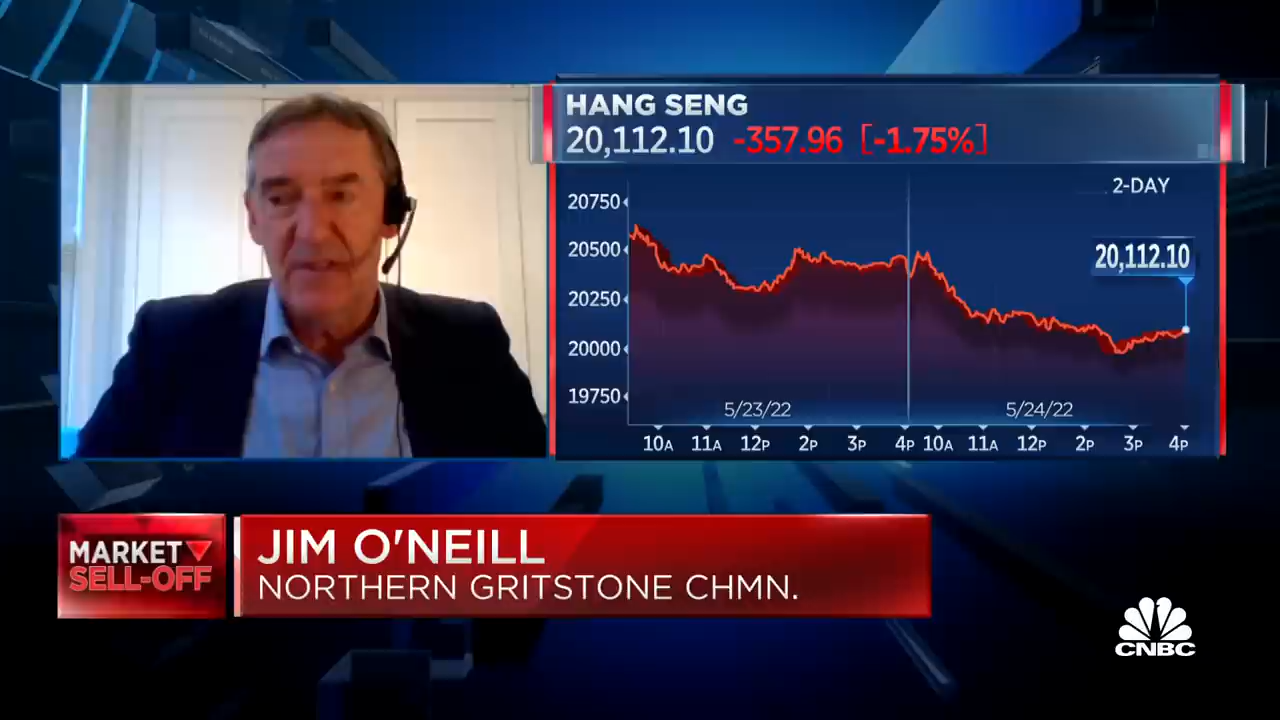 HANG SENG
20,112.10 -357.96 [-1.75%]
2-DAY
20750
20500
20250
20000
19750
20,112.10
5/23/22 5/24/22
10A 11A 12P 2P 3P 4P 10A 11A 12P 2P 3P 4P
MARKET
SELL-OFF
JIM O'NEILL
NORTHERN GRITSTONE CHMN.
CNBC